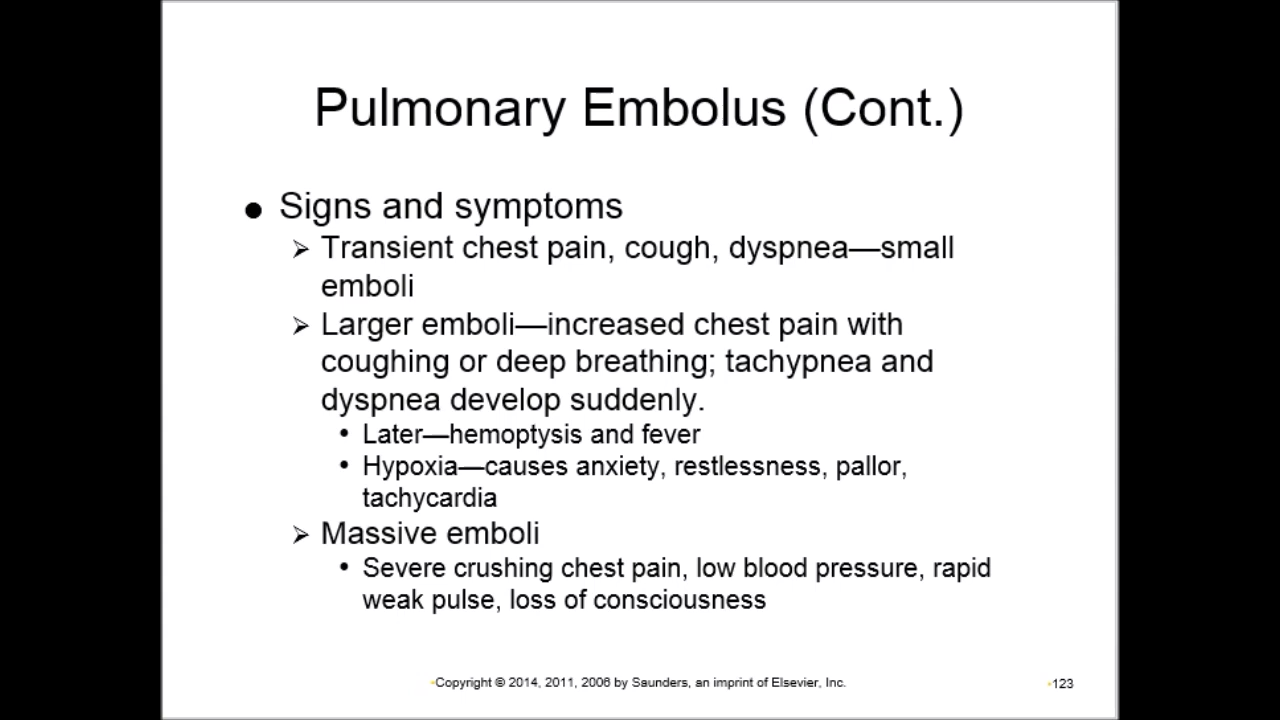 Pulmonary Embolus (Cont.)
● Signs and symptoms
➢ Transient chest pain, cough, dyspnea—small
emboli
➢ Larger emboli—increased chest pain with
coughing or deep breathing; tachypnea and
dyspnea develop suddenly.
• Later—hemoptysis and fever
• Hypoxia—causes anxiety, restlessness, pallor,
tachycardia
➢ Massive emboli
• Severe crushing chest pain, low blood pressure, rapid
weak pulse, loss of consciousness
Copyright © 2014, 2011, 2006 by Saunders, an imprint of Elsevier, Inc.
123